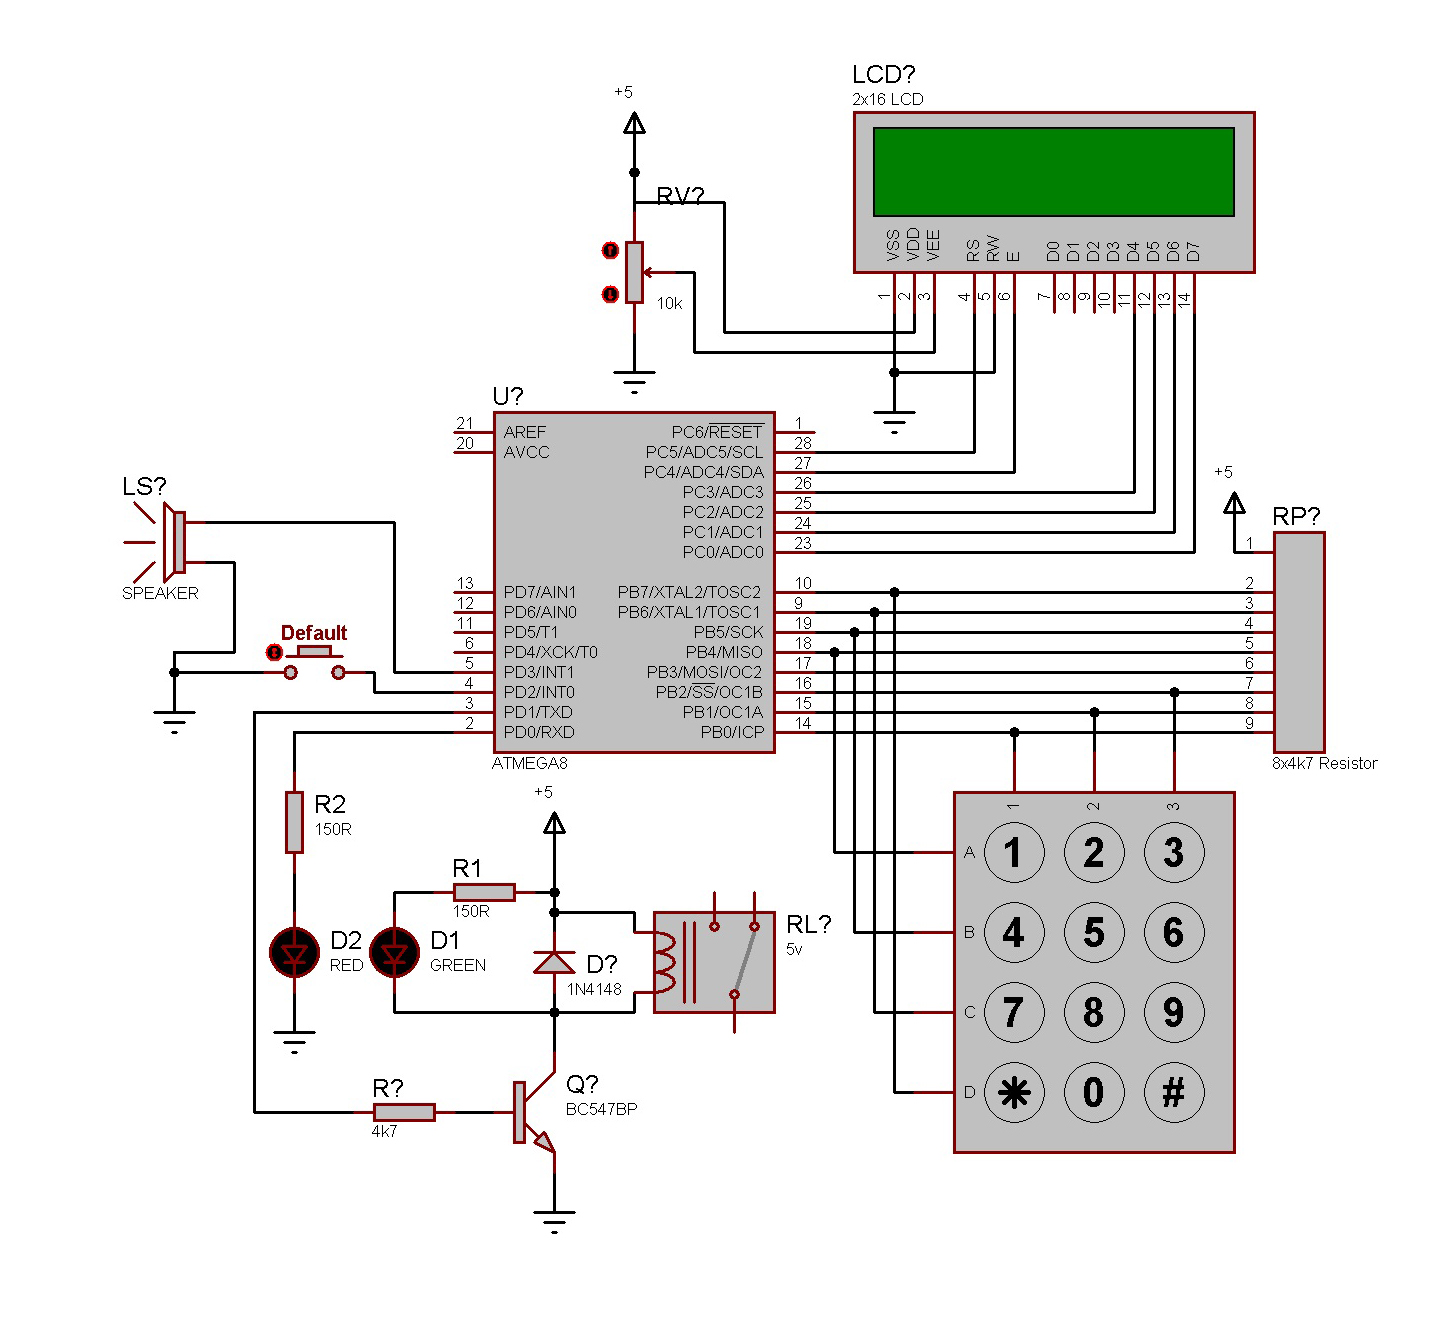 LCD?
2x16 LCD
+5
RV?
10k
VSS
VDD
VEE
RS
RW
E
D0
D1
D2
D3
D4
D5
D6
D7
1
2
3
4
5
6
7
8
9
10
11
12
13
14
U?
21
AREF
20
AVCC
PC6/RESET
1
PC5/ADC5/SCL
28
PC4/ADC4/SDA
27
PC3/ADC3
26
PC2/ADC2
25
PC1/ADC1
24
PC0/ADC0
23
13
PD7/AIN1
12
PD6/AIN0
11
PD5/T1
6
PD4/XCK/T0
5
PD3/INT1
4
PD2/INT0
3
PD1/TXD
2
PD0/RXD
PB7/XTAL2/TOSC2
10
PB6/XTAL1/TOSC1
9
PB5/SCK
19
PB4/MISO
18
PB3/MOSI/OC2
17
PB2/SS/OC1B
16
PB1/OC1A
15
PB0/ICP
14
ATMEGA8
LS?
SPEAKER
Default
+5
RP?
1
2
3
4
5
6
7
8
9
8x4k7 Resistor
R2
150R
+5
R1
150R
D2
RED
D1
GREEN
D?
1N4148
RL?
5v
R?
4k7
Q?
BC547BP
1
2
3
A
1
2
3
B
4
5
6
C
7
8
9
D
*
0
#